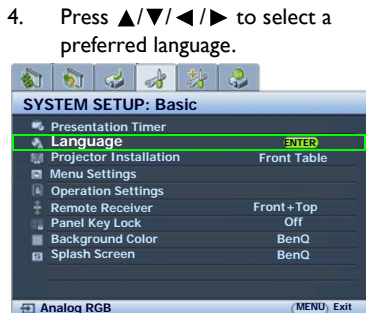 4. Press ▲/▼/◄/► to select a
preferred language.
SYSTEM SETUP: Basic
Presentation Timer
Language ENTER
Projector Installation Front Table
Menu Settings
Operation Settings
Remote Receiver Front+Top
Panel Key Lock Off
Background Color BenQ
Splash Screen BenQ
Analog RGB MENU Exit